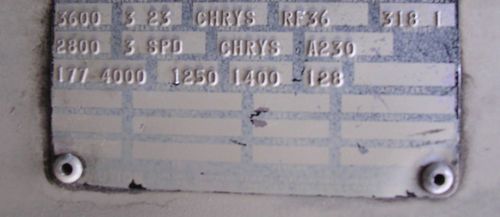 3600 3 23 CHRYS RF36 318 1
2800 3 SPD CHRYS A230
177 4000 1250 1400 128